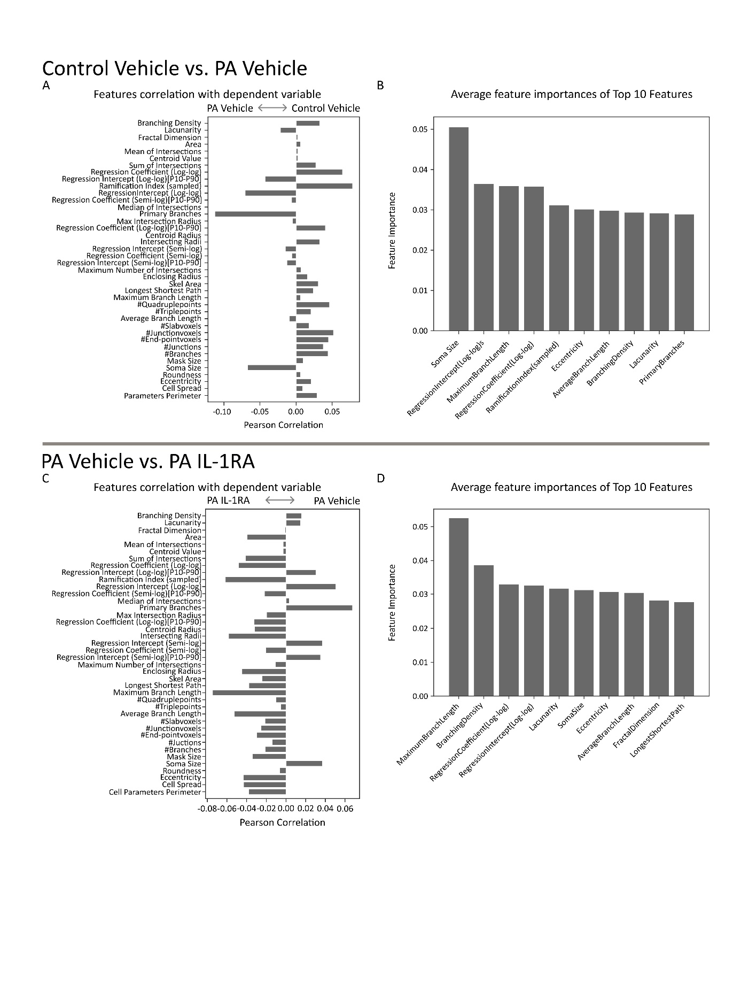 Control Vehicle vs. PA Vehicle
A
Features correlation with dependent variable
PA Vehicle
Control Vehicle
Branching Density
Lacunarity
Fractal Dimension
Area
Mean of Intersections
Centroid Value
Sum of Intersections
Regression Coefficient (Log-log)
Regression Intercept (Log-log)[P10-P90]
Ramification Index (sampled)
RegressionIntercept (Log-log)
Regression Coefficient (Semi-log)[P10-P90]
Median of Intersections
Primary Branches
Max Intersection Radius
Regression Coefficient (Log-log)[P10-P90]
Centroid Radius
Intersecting Radii
Regression Intercept (Semi-log)
Regression Coefficient (Semi-log)
Regression Intercept (Semi-log)[P10-P90]
Maximum Number of Intersections
Enclosing Radius
Skel Area
Longest Shortest Path
Maximum Branch Length
#Quadruplepoints
#Triplepoints
Average Branch Length
#Slabvoxels
#Junctionvoxels
#End-pointvoxels
#Junctions
#Branches
Mask Size
Soma Size
Roundness
Eccentricity
Cell Spread
Parameters Perimeter
-0.10 -0.05 0.00 0.05
Pearson Correlation
B
Average feature importances of Top 10 Features
Feature Importance
0.05
0.04
0.03
0.02
0.01
0.00
Soma Size
RegressionIntercept(Log-log)s
MaximumBranchLength
RegressionCoefficient(Log-log)
RamificationIndex(sampled)
Eccentricity
AverageBranchLength
BranchingDensity
Lacunarity
PrimaryBranches
PA Vehicle vs. PA IL-1RA
C
Features correlation with dependent variable
PA IL-1RA
PA Vehicle
Branching Density
Lacunarity
Fractal Dimension
Area
Mean of Intersections
Centroid Value
Sum of Intersections
Regression Coefficient (Log-log)
Regression Intercept (Log-log)[P10-P90]
Ramification Index (sampled)
Regression Intercept (Log-log)
Regression Coefficient (Semi-log)[P10-P90]
Median of Intersections
Primary Branches
Max Intersection Radius
Regression Coefficient (Log-log)[P10-P90]
Centroid Radius
Intersecting Radii
Regression Intercept (Semi-log)
Regression Coefficient (Semi-log)
Regression Intercept (Semi-log)[P10-P90]
Maximum Number of Intersections
Enclosing Radius
Skel Area
Longest Shortest Path
Maximum Branch Length
#Quadruplepoints
#Triplepoints
Average Branch Length
#Slabvoxels
#Junctionvoxels
#End-pointvoxels
#Juctions
#Branches
Mask Size
Soma Size
Roundness
Eccentricity
Cell Spread
Cell Parameters Perimeter
-0.08 -0.06 -0.04 -0.02 0.00 0.02 0.04 0.06
Pearson Correlation
D
Average feature importances of Top 10 Features
Feature Importance
0.05
0.04
0.03
0.02
0.01
0.00
MaximumBranchLength
BranchingDensity
RegressionCoefficient(Log-log)
RegressionIntercept(Log-log)
Lacunarity
SomaSize
Eccentricity
AverageBranchLength
FractalDimension
LongestShortestPath